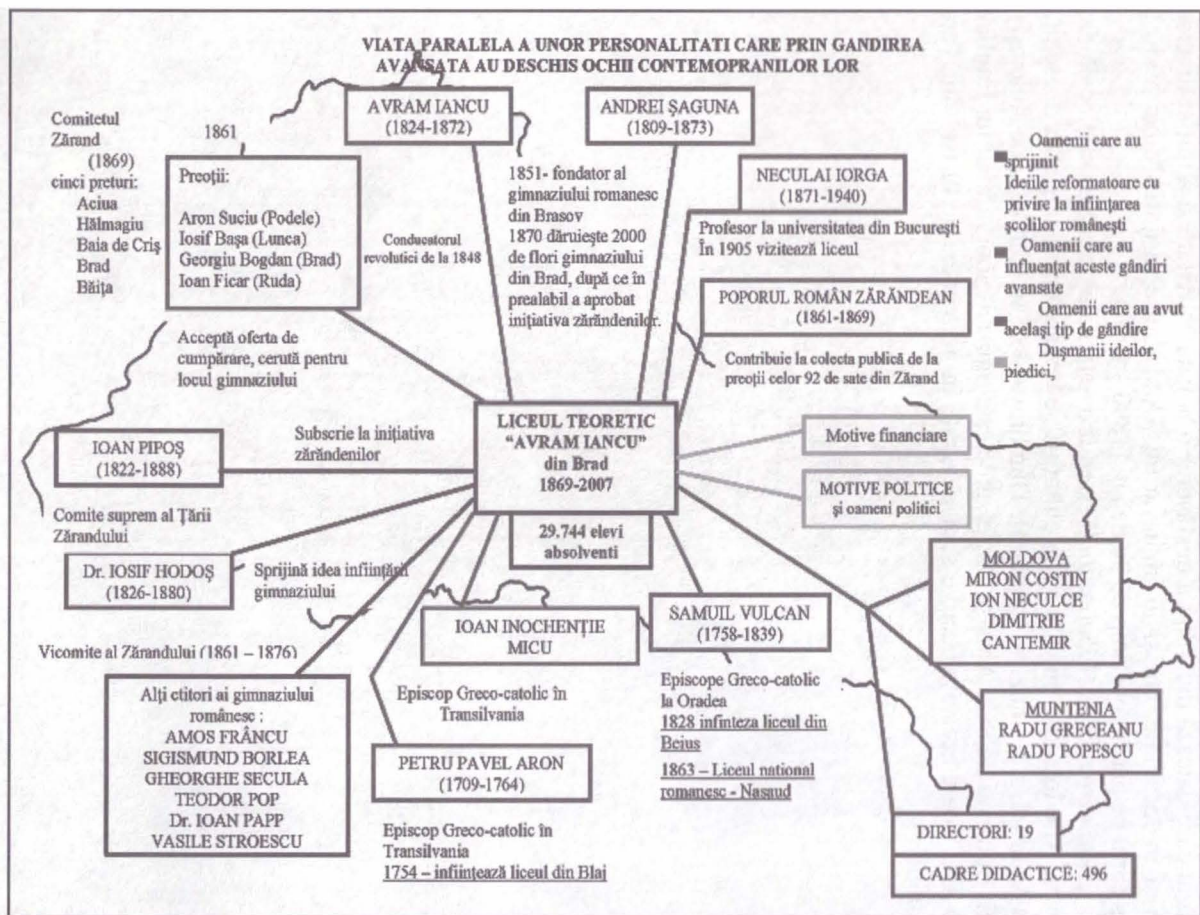 VIATA PARALELA A UNOR PERSONALITATI CARE PRIN GANDIREA
AVANSATA AU DESCHIS OCHII CONTEMOPRANILOR LOR
Comitetul
Zărand
(1869)
cinci preturi:
Aciua
Hălmagiu
Baia de Criş
Brad
Băiţa
1861
Preoţii:
Aron Suciu (Podele)
Iosif Başa (Lunca)
Georgiu Bogdan (Brad)
Ioan Ficar (Ruda)
Acceptă oferta de
cumpărare, cerută pentru
locul gimnaziului
AVRAM IANCU
(1824-1872)
Conducatorul
revolutiei de la 1848
ANDREI ŞAGUNA
(1809-1873)
1851- fondator al
gimnaziului romanesc
din Brasov
1870 dăruieşte 2000
de flori gimnaziului
din Brad, după ce în
prealabil a aprobat
iniţiativa zărăndenilor.
NECULAI IORGA
(1871-1940)
Profesor la universitatea din Bucureşti
În 1905 vizitează liceul
POPORUL ROMÂN ZĂRĂNDEAN
(1861-1869)
Contribuie la colecta publică de la
preoţii celor 92 de sate din Zărand
Oamenii care au
sprijinit
Ideiile reformatoare cu
privire la infiinţarea
şcolilor româneşti
Oamenii care au
influenţat aceste gândiri
avansate
Oamenii care au avut
acelaşi tip de gândire
Duşmanii ideilor,
piedici,
LICEUL TEORETIC
“AVRAM IANCU”
din Brad
1869-2007
29.744 elevi
absolventi
Motive financiare
MOTIVE POLITICE
şi oameni politici
IOAN PIPOŞ
(1822-1888)
Subscrie la initiativa
zărăndenilor
Comite suprem al Ţării
Zărandului
Dr. IOSIF HODOŞ
(1826-1880)
Sprijină idea infiinţării
gimnaziului
Vicomite al Zărandului (1861 – 1876)
Alţi ctitori ai gimnaziului
românesc :
AMOS FRÂNCU
SIGISMUND BORLEA
GHEORGHE SECULA
TEODOR POP
Dr. IOAN PAPP
VASILE STROESCU
IOAN INOCHENŢIE
MICU
Episcop Greco-catolic în
Transilvania
PETRU PAVEL ARON
(1709-1764)
Episcop Greco-catolic în
Transilvania
1754 – infiinţează liceul din Blaj
SAMUIL VULCAN
(1758-1839)
Episcope Greco-catolic
la Oradea
1828 infinteza liceul din
Beius
1863 – Liceul national
romanesc - Nasaud
MOLDOVA
MIRON COSTIN
ION NECULCE
DIMITRIE
CANTEMIR
MUNTENIA
RADU GRECEANU
RADU POPESCU
DIRECTORI: 19
CADRE DIDACTICE: 496